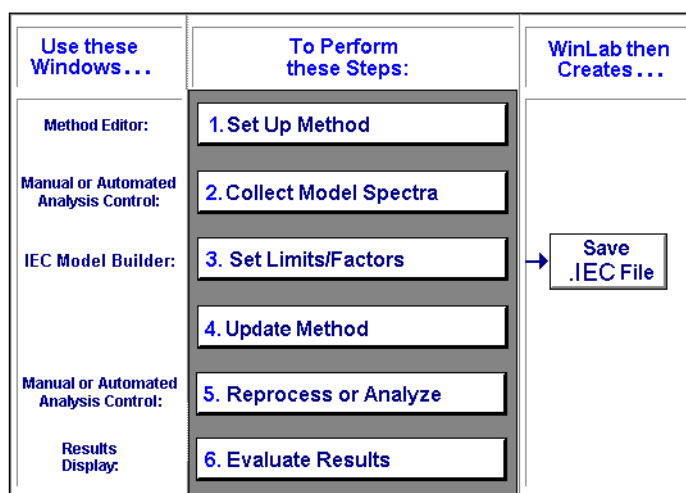 Use these
Windows...
To Perform
these Steps:
WinLab then
Creates...
Method Editor:
1. Set Up Method
Manual or Automated
Analysis Control:
2. Collect Model Spectra
IEC Model Builder:
3. Set Limits/Factors
Save
.IEC File
4. Update Method
Manual or Automated
Analysis Control:
5. Reprocess or Analyze
Results
Display:
6. Evaluate Results